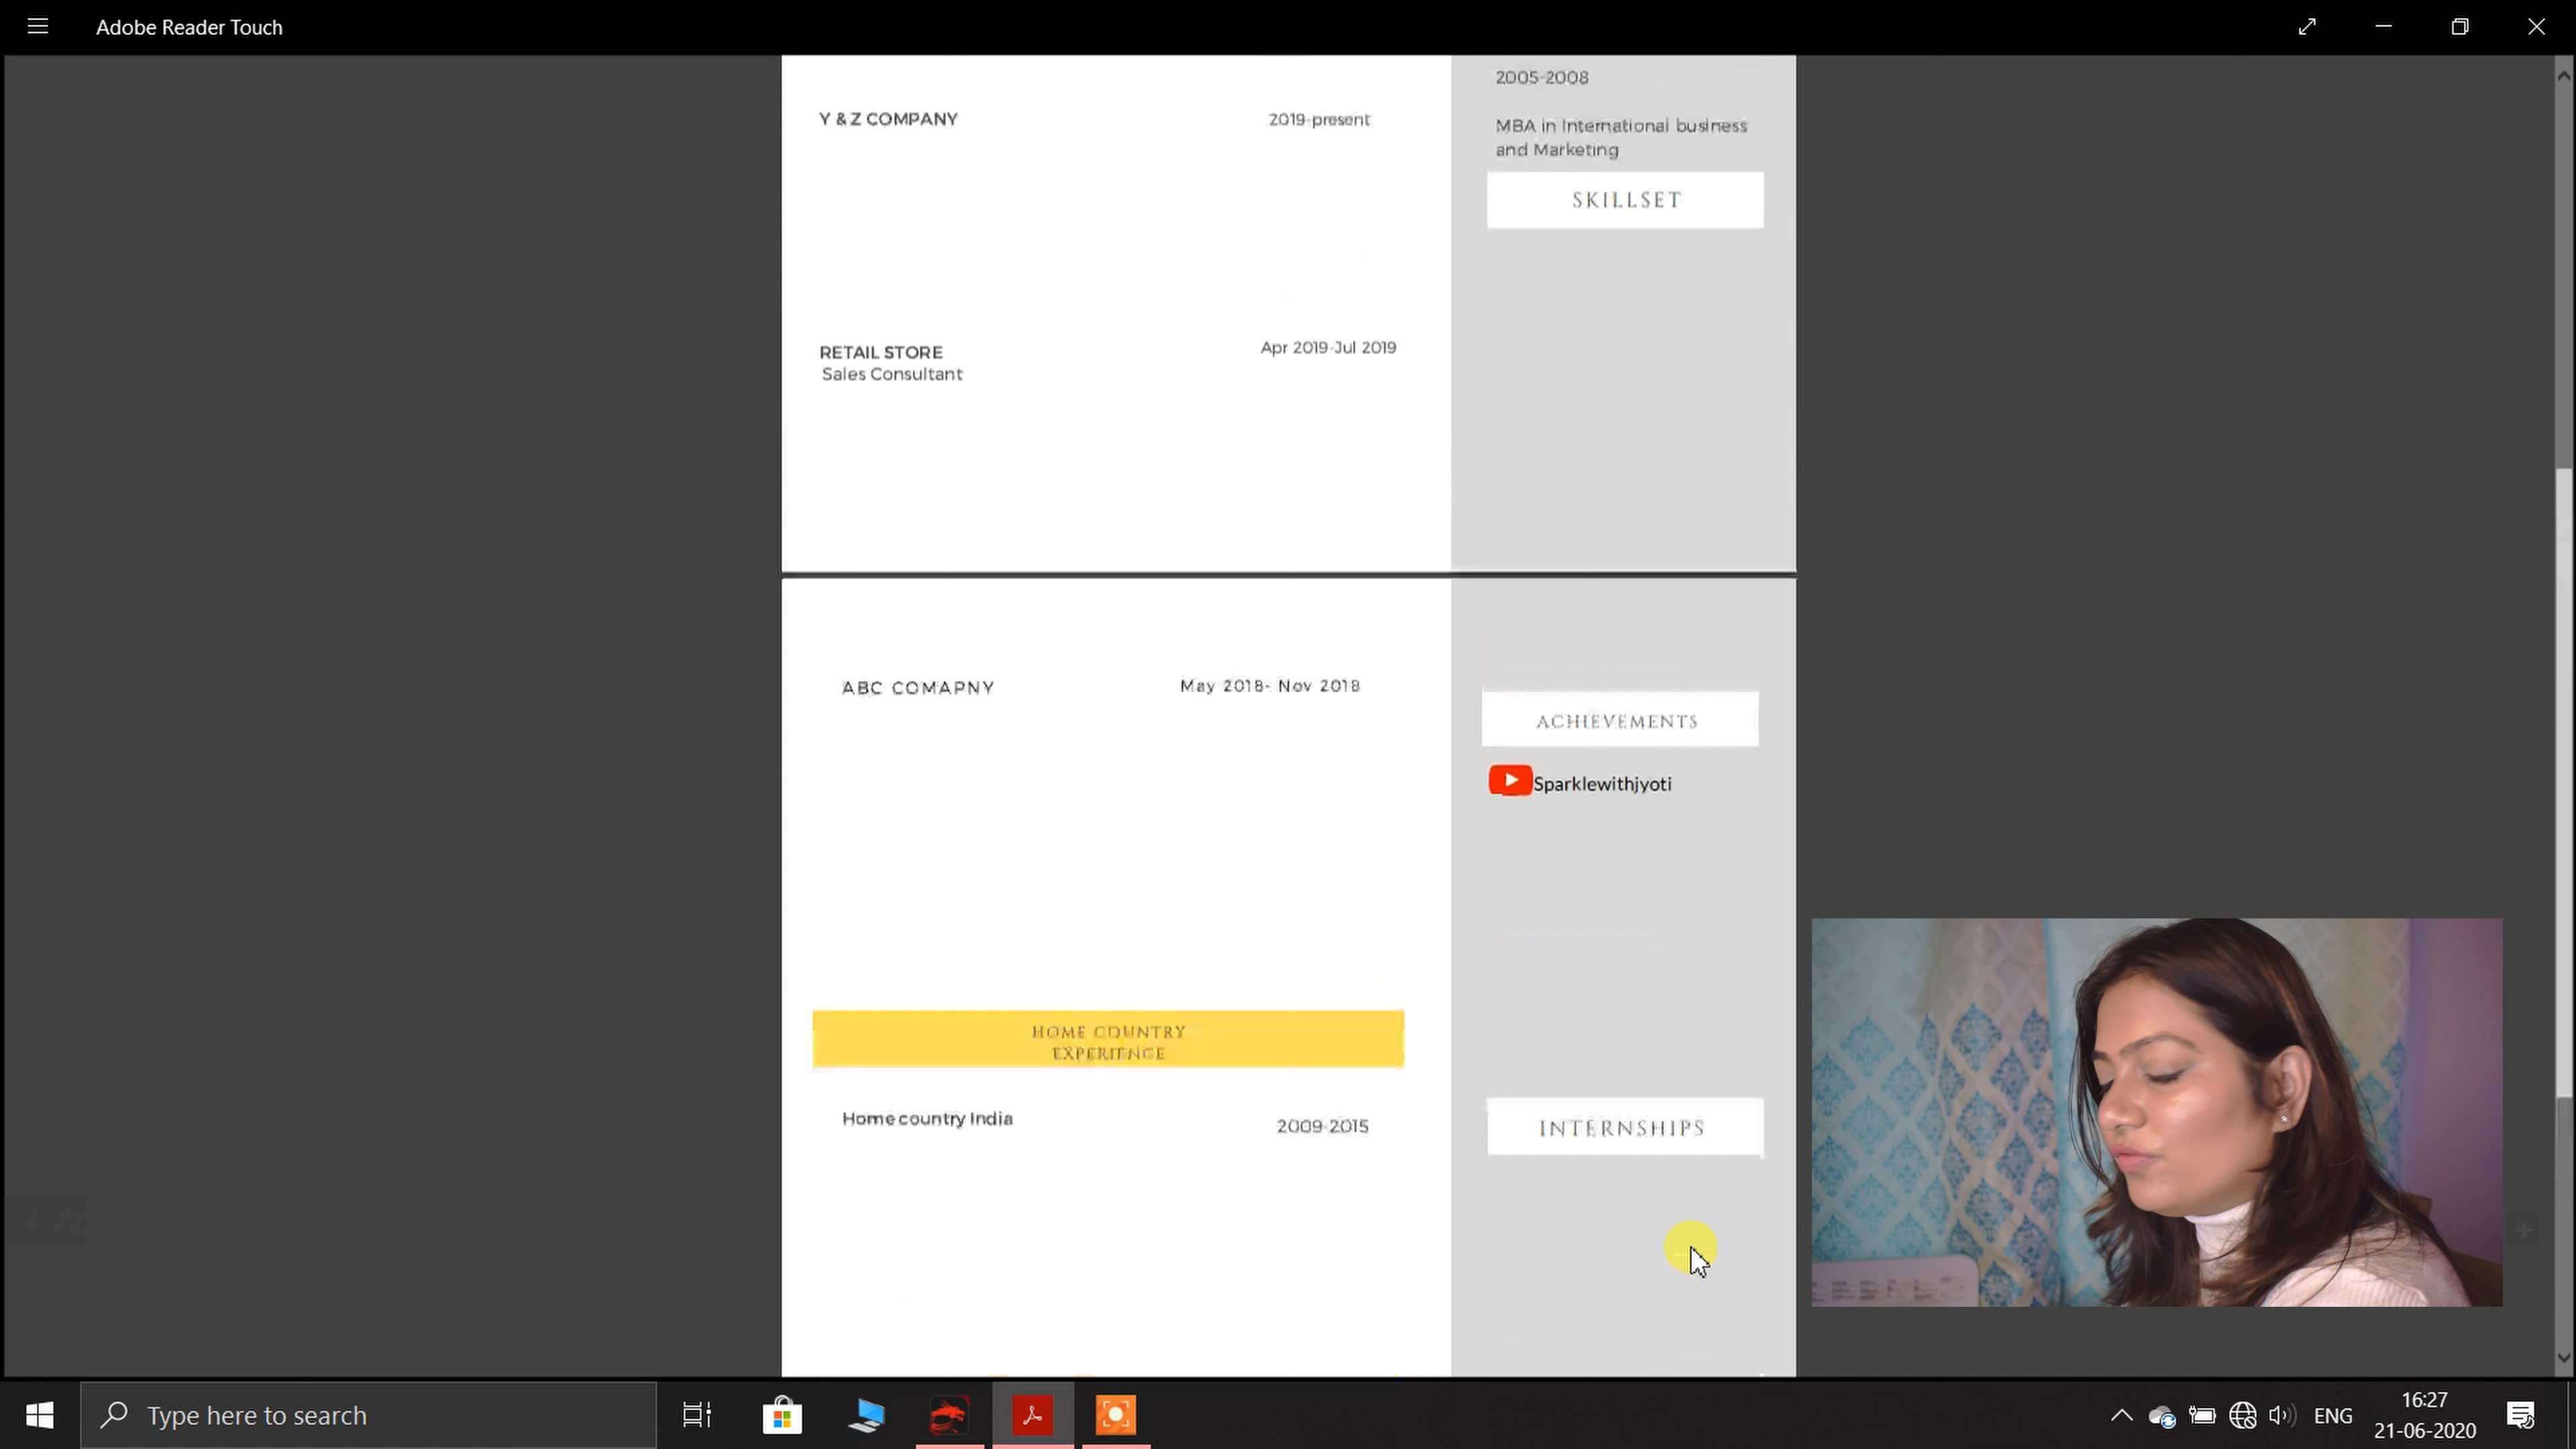 Adobe Reader Touch
2005-2008
MBA in International business
and Marketing
SKILLSET
Y & Z COMPANY
2019-present
RETAIL STORE
Sales Consultant
Apr 2019-Jul 2019
ABC COMAPNY
May 2018- Nov 2018
ACHIEVEMENTS
Sparklewithjyoti
HOME COUNTRY
EXPERIENCE
Home country India
2009-2015
INTERNSHIPS
Type here to search
ENG
16:27
21-06-2020